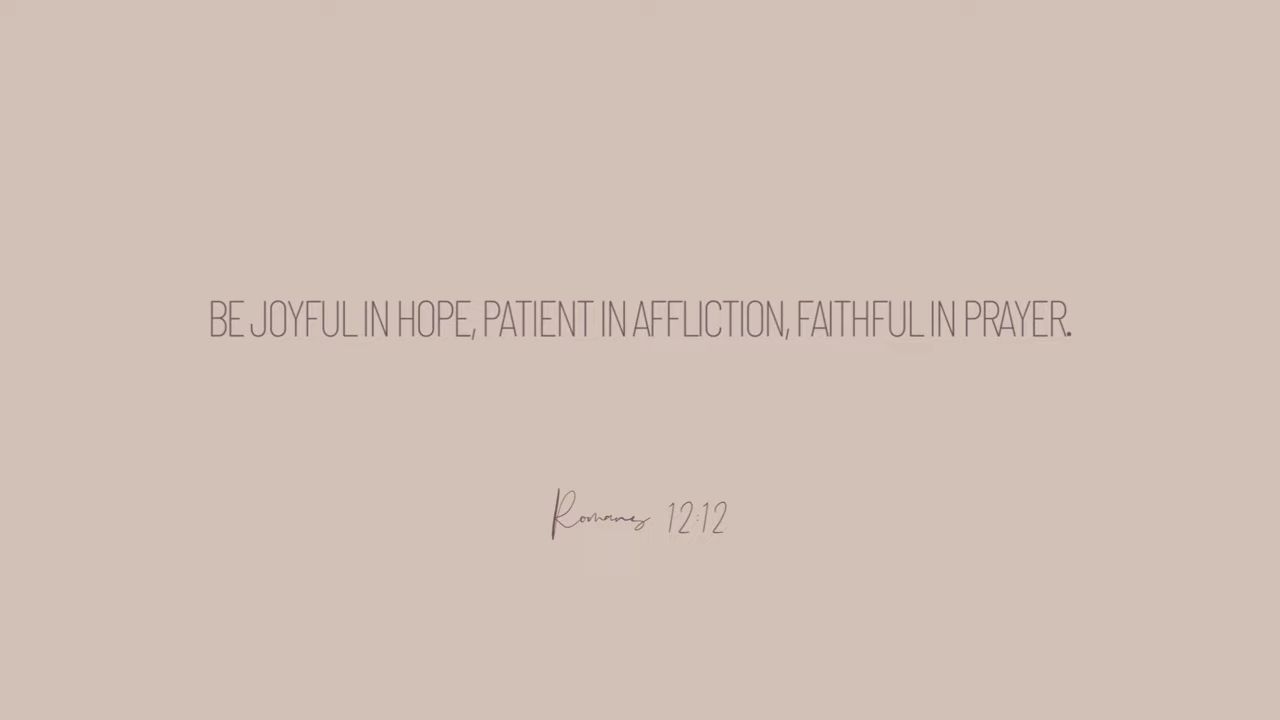 BE JOYFUL IN HOPE, PATIENT IN AFFLICTION, FAITHFUL IN PRAYER.
Romans 12:12